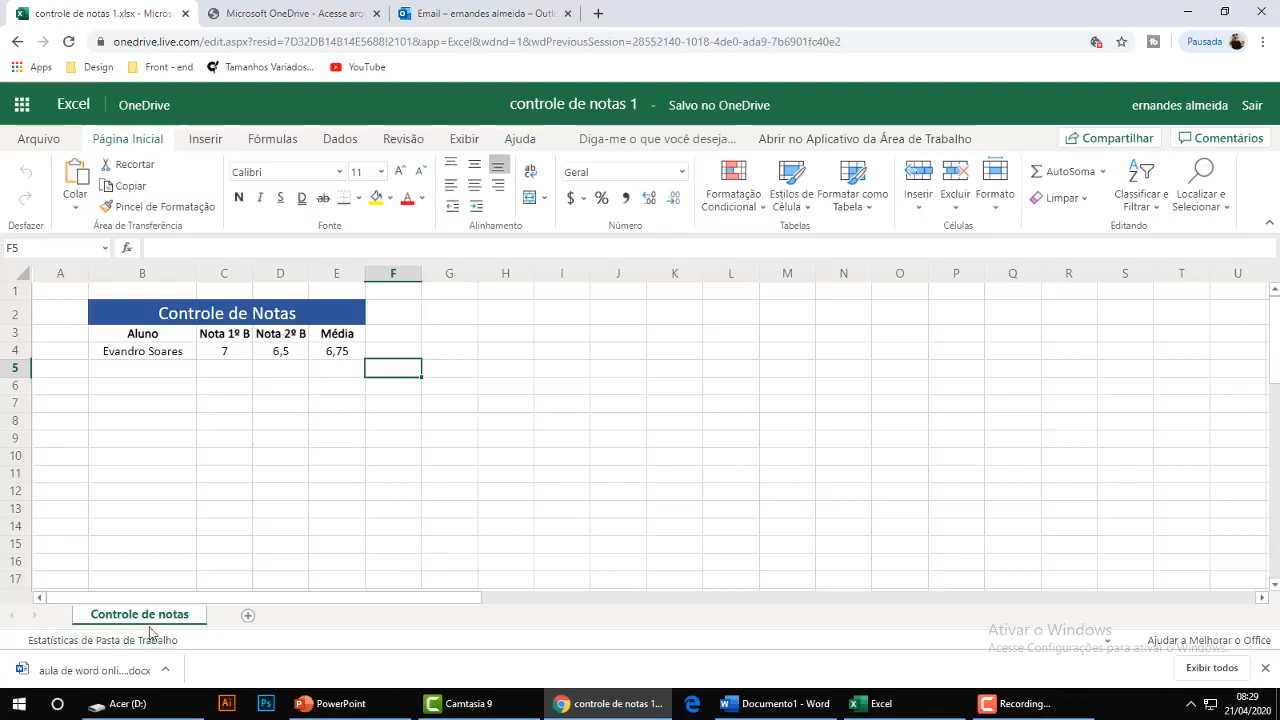 controle de notas 1.xlsx - Micros
Microsoft OneDrive - Acesse arq
Email – ernandes almeida – Outl
onedrive.live.com/edit.aspx?resid=7D32DB14B14E5688!2101&app=Excel&wdnd=1&wdPreviousSession=28552140-1018-4de0-ada9-7b6901fc40e2
Pausada
Apps Design Front - end Tamanhos Variados... YouTube
Excel OneDrive controle de notas 1 - Salvo no OneDrive ernandes almeida Sair
Arquivo Página Inicial Inserir Fórmulas Dados Revisão Exibir Ajuda Diga-me o que você deseja... Abrir no Aplicativo da Área de Trabalho Compartilhar Comentários
Colar Recortar Copiar Pincel de Formatação
Calibri 11
N I S D ab
Geral
$ % ,
Formatação Condicional
Estilos de Célula
Formatar como Tabela
Inserir Excluir Formato
AutoSoma
Limpar
Classificar e Filtrar
Localizar e Selecionar
Desfazer Área de Transferência Fonte Alinhamento Número Tabelas Células Editando
F5 fx
A B C D E F G H I J K L M N O P Q R S T U
1
2 Controle de Notas
3 Aluno Nota 1º B Nota 2º B Média
4 Evandro Soares 7 6,5 6,75
5
6
7
8
9
10
11
12
13
14
15
16
17
Controle de notas
Estatísticas de Pasta de Trabalho
Ajudar a Melhorar o Office
Ativar o Windows
Acesse Configurações para ativar o Windows.
aula de word onli....docx
Exibir todos
Acer (D:) Ai Ps PowerPoint Camtasia 9 controle de notas 1... Documento1 - Word Excel Recording...
08:29
21/04/2020